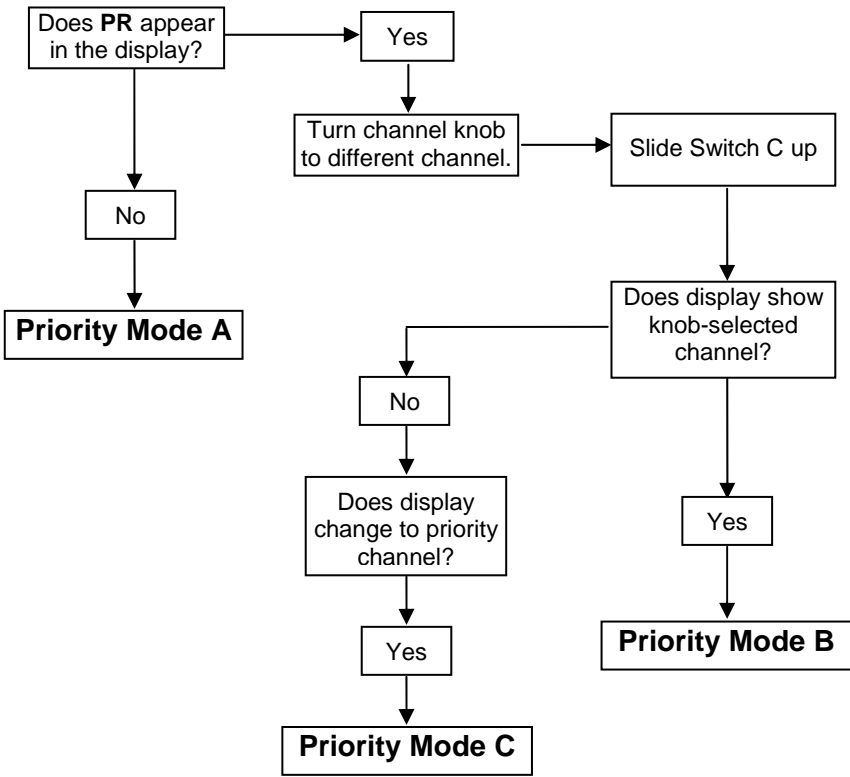 Does PR appear
in the display?
Yes
Turn channel knob
to different channel.
Slide Switch C up
No
Priority Mode A
Does display show
knob-selected
channel?
No
Does display
change to priority
channel?
Yes
Priority Mode B
Yes
Priority Mode C